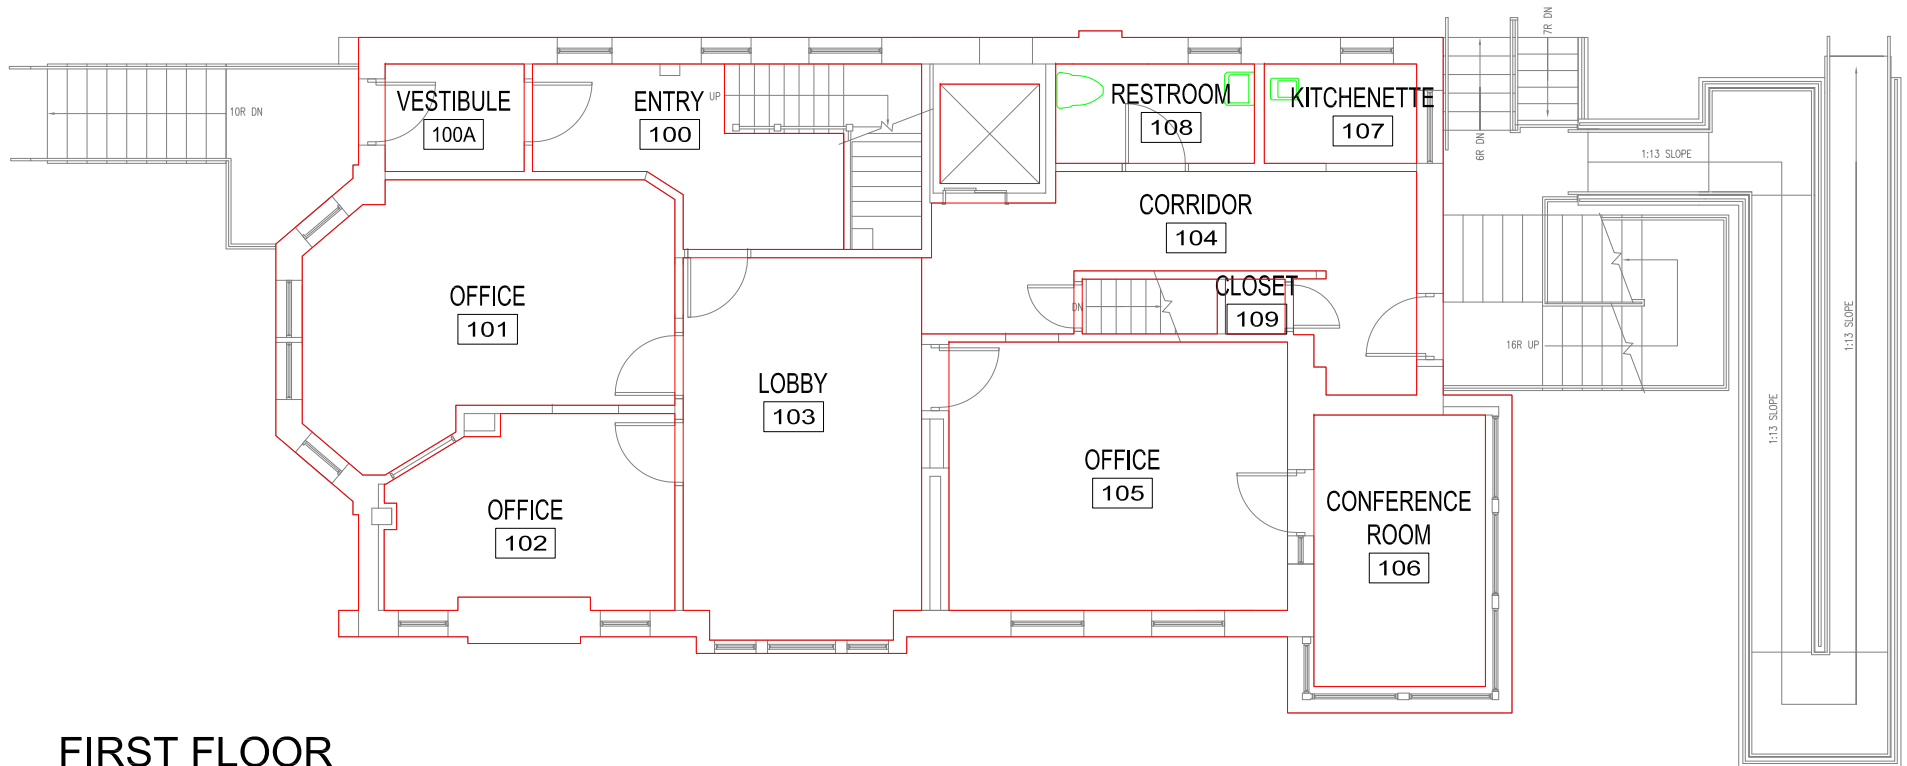 7R DN
VESTIBULE
100A
ENTRY
100
UP
RESTROOM
108
KITCHENETTE
107
10R DN
6R DN
1:13 SLOPE
CORRIDOR
104
OFFICE
101
CLOSET
109
DN
16R UP
1:13 SLOPE
LOBBY
103
1:13 SLOPE
OFFICE
105
CONFERENCE
ROOM
106
OFFICE
102
FIRST FLOOR